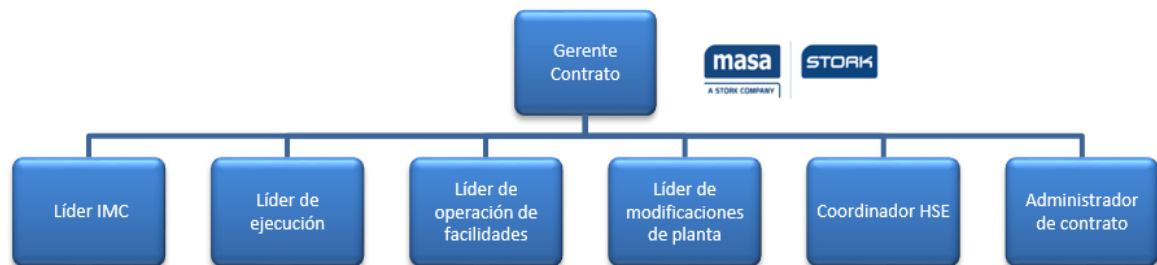 Gerente
Contrato
masa
A STORK COMPANY
STORK
Líder IMC
Líder de
ejecución
Líder de
operación de
facilidades
Líder de
modificaciones
de planta
Coordinador HSE
Administrador
de contrato